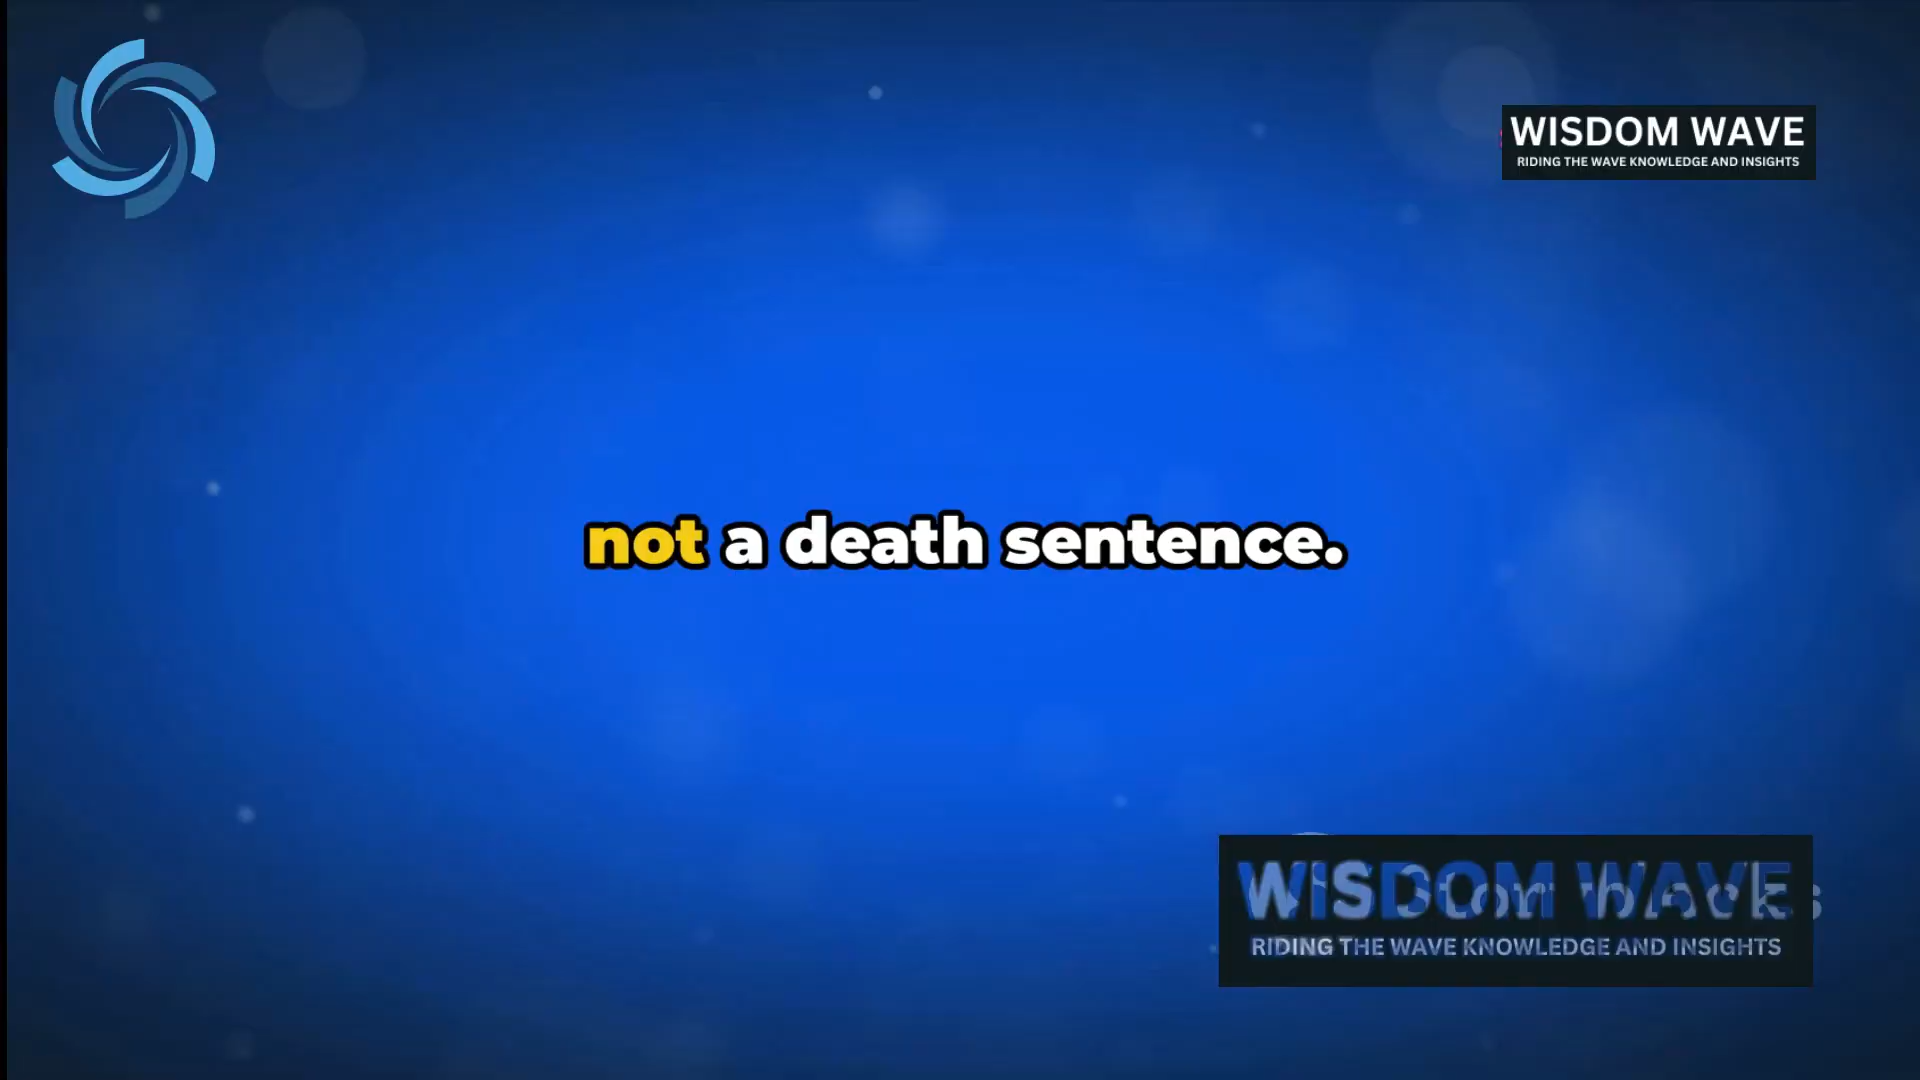 WISDOM WAVE
RIDING THE WAVE KNOWLEDGE AND INSIGHTS
not a death sentence.
WISDOM WAVE
RIDING THE WAVE KNOWLEDGE AND INSIGHTS